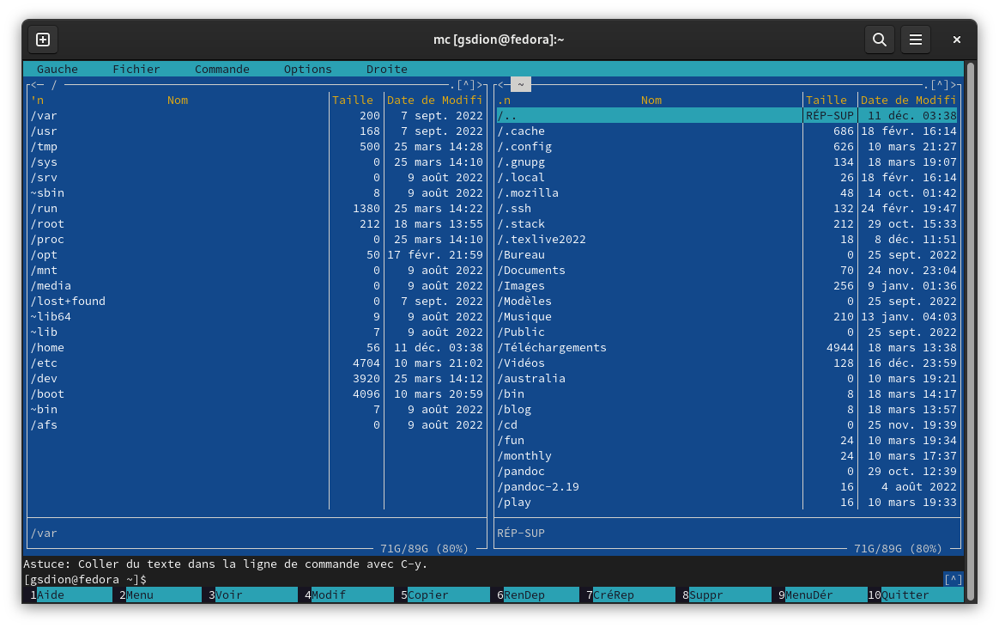 mc [gsdion@fedora]:~
Gauche Fichier Commande Options Droite
<─ / .[^]>
'n Nom Taille Date de Modifi
/var 200 7 sept. 2022
/usr 168 7 sept. 2022
/tmp 500 25 mars 14:28
/sys 0 25 mars 14:10
/srv 0 9 août 2022
~sbin 8 9 août 2022
/run 1380 25 mars 14:22
/root 212 18 mars 13:55
/proc 0 25 mars 14:10
/opt 50 17 févr. 21:59
/mnt 0 9 août 2022
/media 0 9 août 2022
/lost+found 0 7 sept. 2022
~lib64 9 9 août 2022
~lib 7 9 août 2022
/home 56 11 déc. 03:38
/etc 4704 10 mars 21:02
/dev 3920 25 mars 14:12
/boot 4096 10 mars 20:59
~bin 7 9 août 2022
/afs 0 9 août 2022
/var
71G/89G (80%)
<─ ~ .[^]>
.n Nom Taille Date de Modifi
/.. RÉP-SUP 11 déc. 03:38
/.cache 686 18 févr. 16:14
/.config 626 10 mars 21:27
/.gnupg 134 18 mars 19:07
/.local 26 18 févr. 16:14
/.mozilla 48 14 oct. 01:42
/.ssh 132 24 févr. 19:47
/.stack 212 29 oct. 15:33
/.texlive2022 18 8 déc. 11:51
/Bureau 0 25 sept. 2022
/Documents 70 24 nov. 23:04
/Images 256 9 janv. 01:36
/Modèles 0 25 sept. 2022
/Musique 210 13 janv. 04:03
/Public 0 25 sept. 2022
/Téléchargements 4944 18 mars 13:38
/Vidéos 128 16 déc. 23:59
/australia 0 10 mars 19:21
/bin 8 18 mars 14:17
/blog 8 18 mars 13:57
/cd 0 25 nov. 19:39
/fun 24 10 mars 19:34
/monthly 24 10 mars 17:37
/pandoc 0 29 oct. 12:39
/pandoc-2.19 16 4 août 2022
/play 16 10 mars 19:33
RÉP-SUP
71G/89G (80%)
Astuce: Coller du texte dans la ligne de commande avec C-y.
[gsdion@fedora ~]$ [^]
1Aide 2Menu 3Voir 4Modif 5Copier 6RenDep 7CréRep 8Suppr 9MenuDér 10Quitter